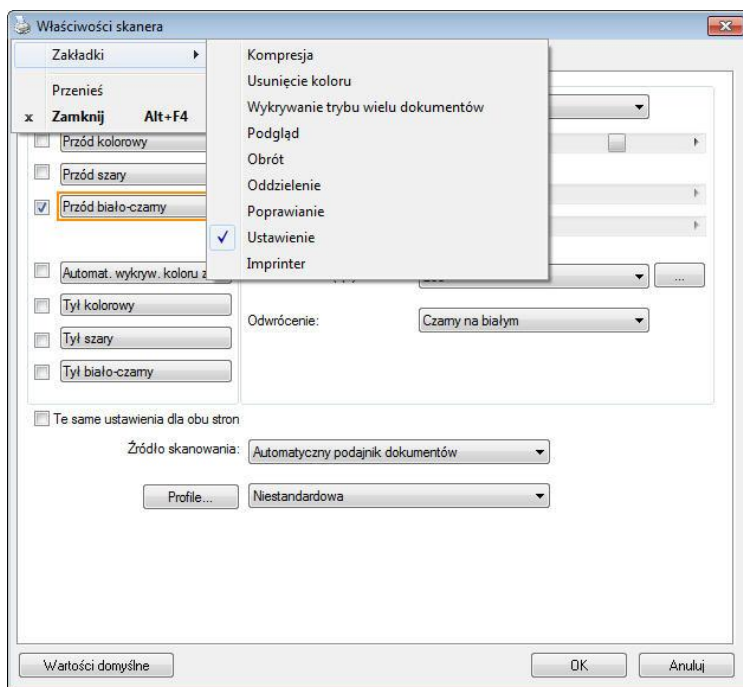 Właściwości skanera
Zakładki
Przenieś
x Zamknij Alt+F4
Kompresja
Usunięcie koloru
Wykrywanie trybu wielu dokumentów
Podgląd
Obrót
Oddzielenie
Poprawianie
Ustawienie
Imprinter
Przód kolorowy
Przód szary
Przód biało-czarny
Automat. wykryw. koloru z
Tył kolorowy
Tył szary
Tył biało-czarny
...
Odwrócenie: Czarny na białym
Te same ustawienia dla obu stron
Źródło skanowania: Automatyczny podajnik dokumentów
Profile... Niestandardowa
Wartości domyślne OK Anuluj